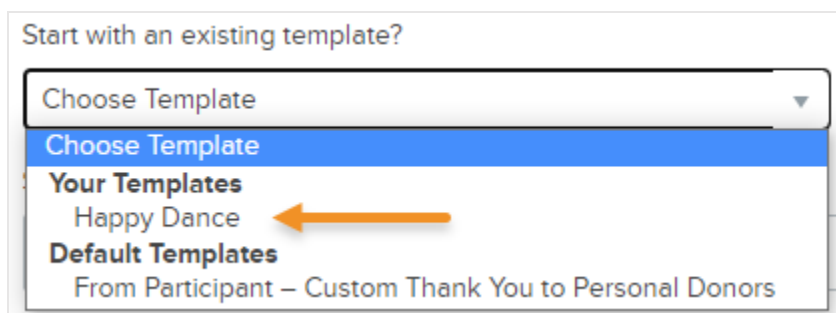 Start with an existing template?
Choose Template
Choose Template
Your Templates
Happy Dance
Default Templates
From Participant – Custom Thank You to Personal Donors